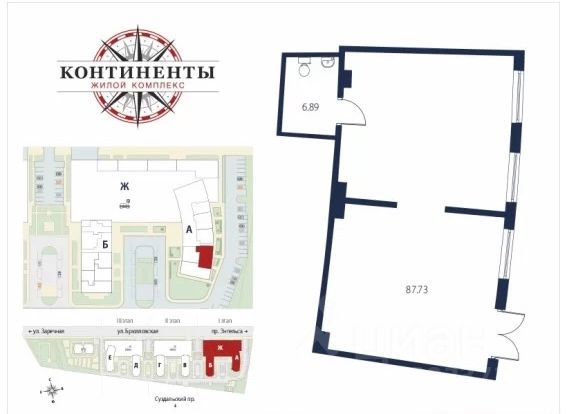 КОНТИНЕНТЫ
ЖИЛОЙ КОМПЛЕКС
6.89
87.73
Ж
Б
А
III этап
II этап
I этап
ул. Заречная
ул.Брюлловская
пр. Энгельса
Е
Д
Г
В
Ж
Б
А
Суздальский пр.
циан